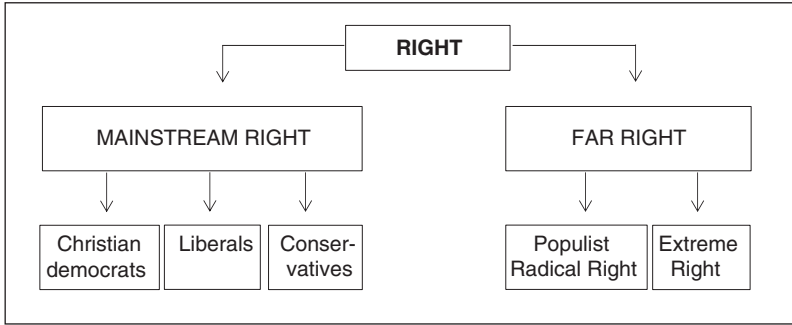 RIGHT
MAINSTREAM RIGHT
FAR RIGHT
Christian
democrats
Liberals
Conser-
vatives
Populist
Radical Right
Extreme
Right